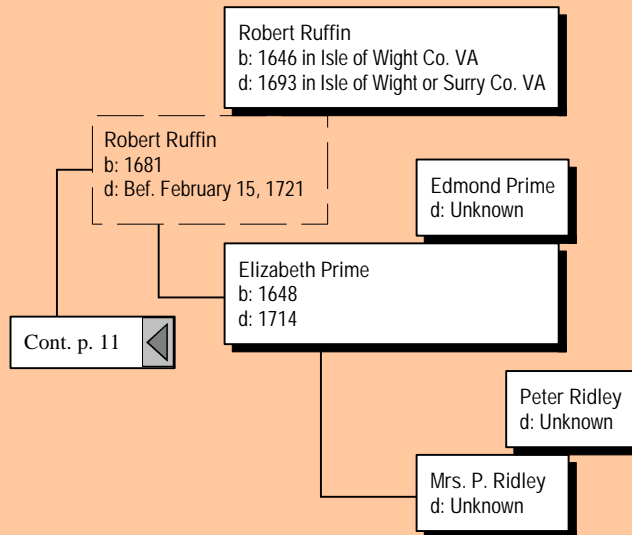 Robert Ruffin
b: 1646 in Isle of Wight Co. VA
d: 1693 in Isle of Wight or Surry Co. VA
Robert Ruffin
b: 1681
d: Bef. February 15, 1721
Edmond Prime
d: Unknown
Elizabeth Prime
b: 1648
d: 1714
Cont. p. 11
Peter Ridley
d: Unknown
Mrs. P. Ridley
d: Unknown